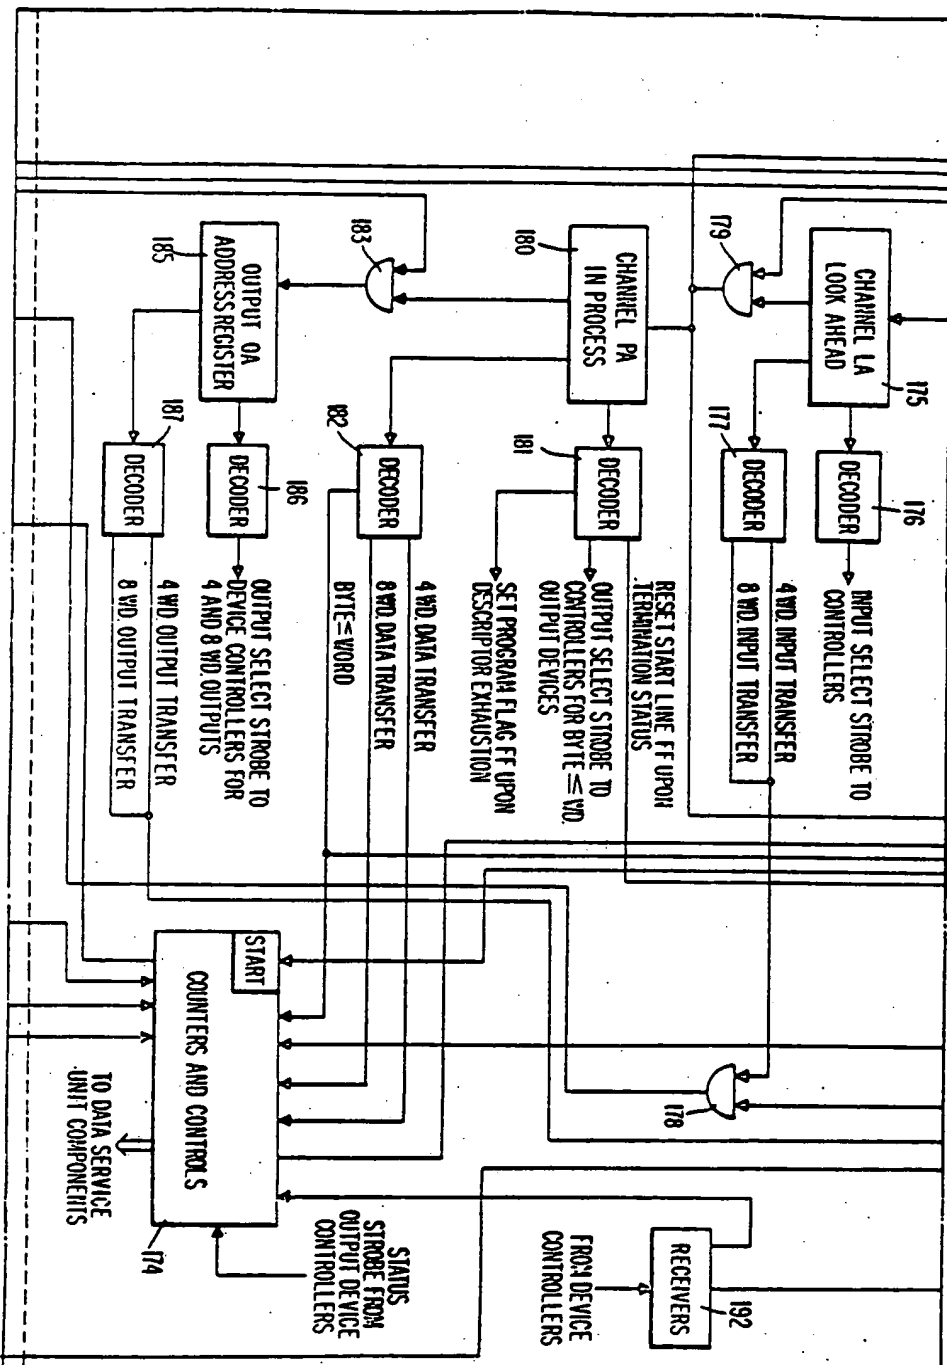 CHANNEL LA
LOOK AHEAD
175
DECODER
176
INPUT SELECT STROBE TO
CONTROLLERS
179
177
DECODER
4 WD. INPUT TRANSFER
8 WD. INPUT TRANSFER
178
RECEIVERS
192
FROM DEVICE
CONTROLLERS
CHANNEL PA
IN PROCESS
180
181
DECODER
RESET START LINE FF UPON
TERMINATION STATUS
OUTPUT SELECT STROBE TO
CONTROLLERS FOR BYTE ≤ WD.
OUTPUT DEVICES
SET PROGRAM FLAG FF UPON
DESCRIPTOR EXHAUSTION
182
DECODER
4 WD. DATA TRANSFER
8 WD. DATA TRANSFER
BYTE ≤ WORD
183
OUTPUT OA
ADDRESS REGISTER
185
DECODER
186
OUTPUT SELECT STROBE TO
DEVICE CONTROLLERS FOR
4 AND 8 WD. OUTPUTS
187
DECODER
4 WD. OUTPUT TRANSFER
8 WD. OUTPUT TRANSFER
START
COUNTERS AND CONTROLS
174
STATUS
STROBE FROM
OUTPUT DEVICE
CONTROLLERS
TO DATA SERVICE
UNIT COMPONENTS